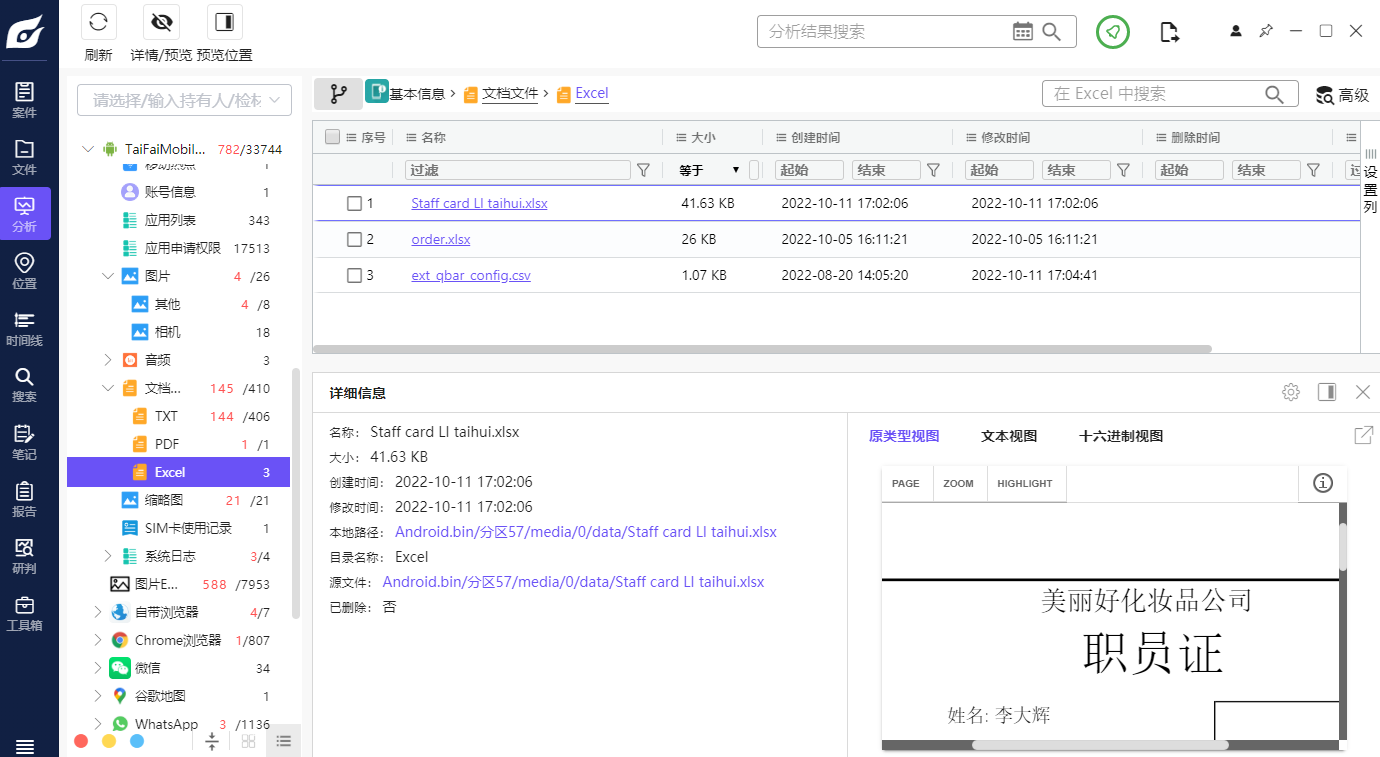 刷新
详情/预览
预览位置
分析结果搜索
案件
文件
分析
位置
时间线
搜索
笔记
报告
研判
工具箱
请选择/输入持有人/检材
TaiFaiMobil... 782/33744
移动热点 1
账号信息 1
应用列表 343
应用申请权限 17513
图片 4 /26
其他 4 /8
相机 18
音频 3
文档... 145 /410
TXT 144 /406
PDF 1 /1
Excel 3
缩略图 21 /21
SIM卡使用记录 1
系统日志 3/4
图片E... 588 /7953
自带浏览器 4/7
Chrome浏览器 1/807
微信 34
谷歌地图 1
WhatsApp 3 /1136
基本信息 > 文档文件 > Excel
在 Excel 中搜索
高级
序号 名称 大小 创建时间 修改时间 删除时间
过滤 等于 ▼ 起始 结束 起始 结束 起始 结束
设置列
1 Staff card LI taihui.xlsx 41.63 KB 2022-10-11 17:02:06 2022-10-11 17:02:06
2 order.xlsx 26 KB 2022-10-05 16:11:21 2022-10-05 16:11:21
3 ext_qbar_config.csv 1.07 KB 2022-08-20 14:05:20 2022-10-11 17:04:41
详细信息
名称: Staff card LI taihui.xlsx
大小: 41.63 KB
创建时间: 2022-10-11 17:02:06
修改时间: 2022-10-11 17:02:06
本地路径: Android.bin/分区57/media/0/data/Staff card LI taihui.xlsx
目录名称: Excel
源文件: Android.bin/分区57/media/0/data/Staff card LI taihui.xlsx
已删除: 否
原类型视图 文本视图 十六进制视图
PAGE ZOOM HIGHLIGHT
美丽好化妆品公司
职员证
姓名: 李大辉